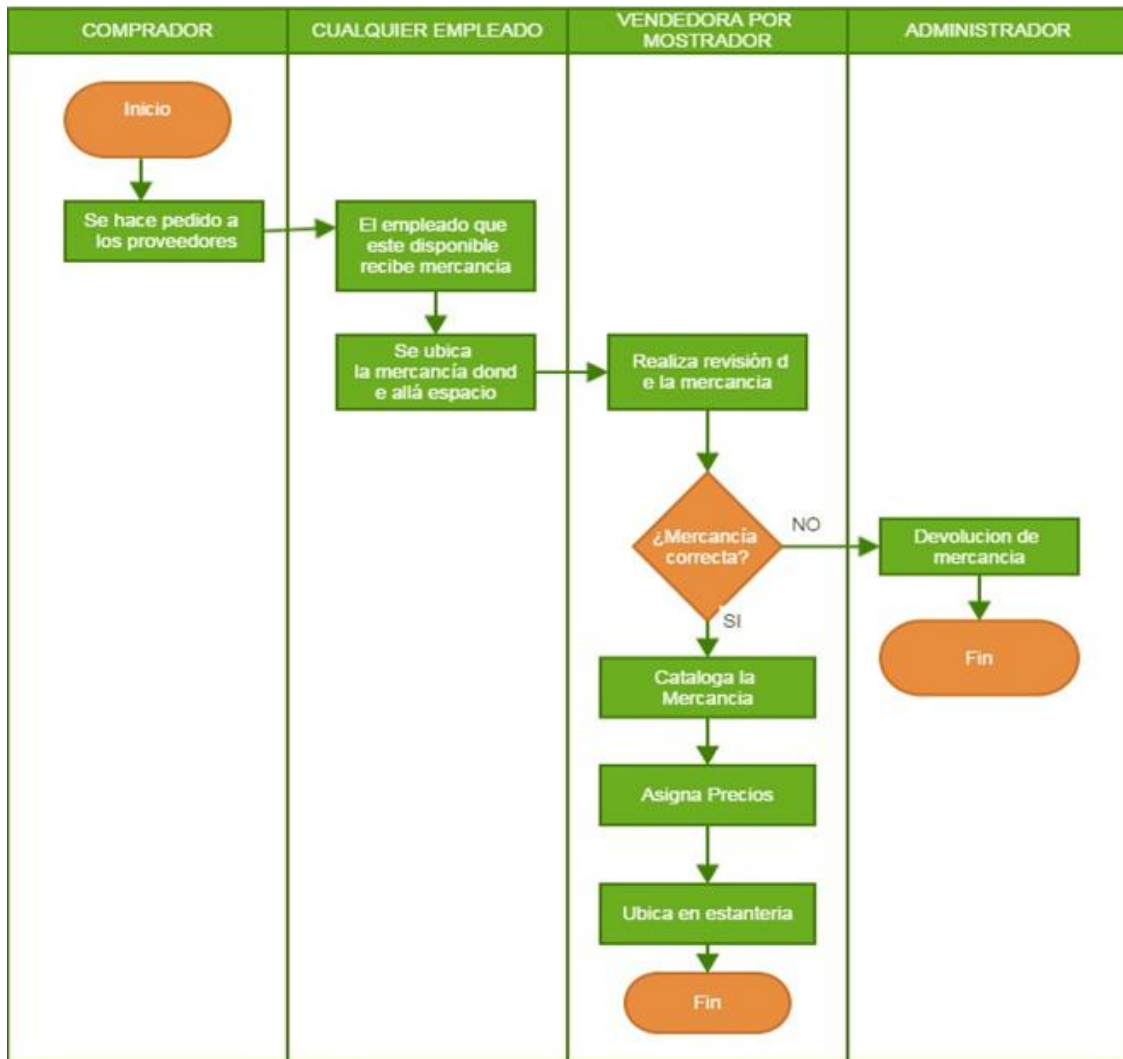 COMPRADOR
CUALQUIER EMPLEADO
VENDEDORA POR
MOSTRADOR
ADMINISTRADOR
Inicio
Se hace pedido a
los proveedores
El empleado que
este disponible
recibe mercancia
Se ubica
la mercancía dond
e allá espacio
Realiza revisión d
e la mercancia
¿Mercancía
correcta?
NO
Devolucion de
mercancia
Fin
SI
Cataloga la
Mercancia
Asigna Precios
Ubica en estanteria
Fin